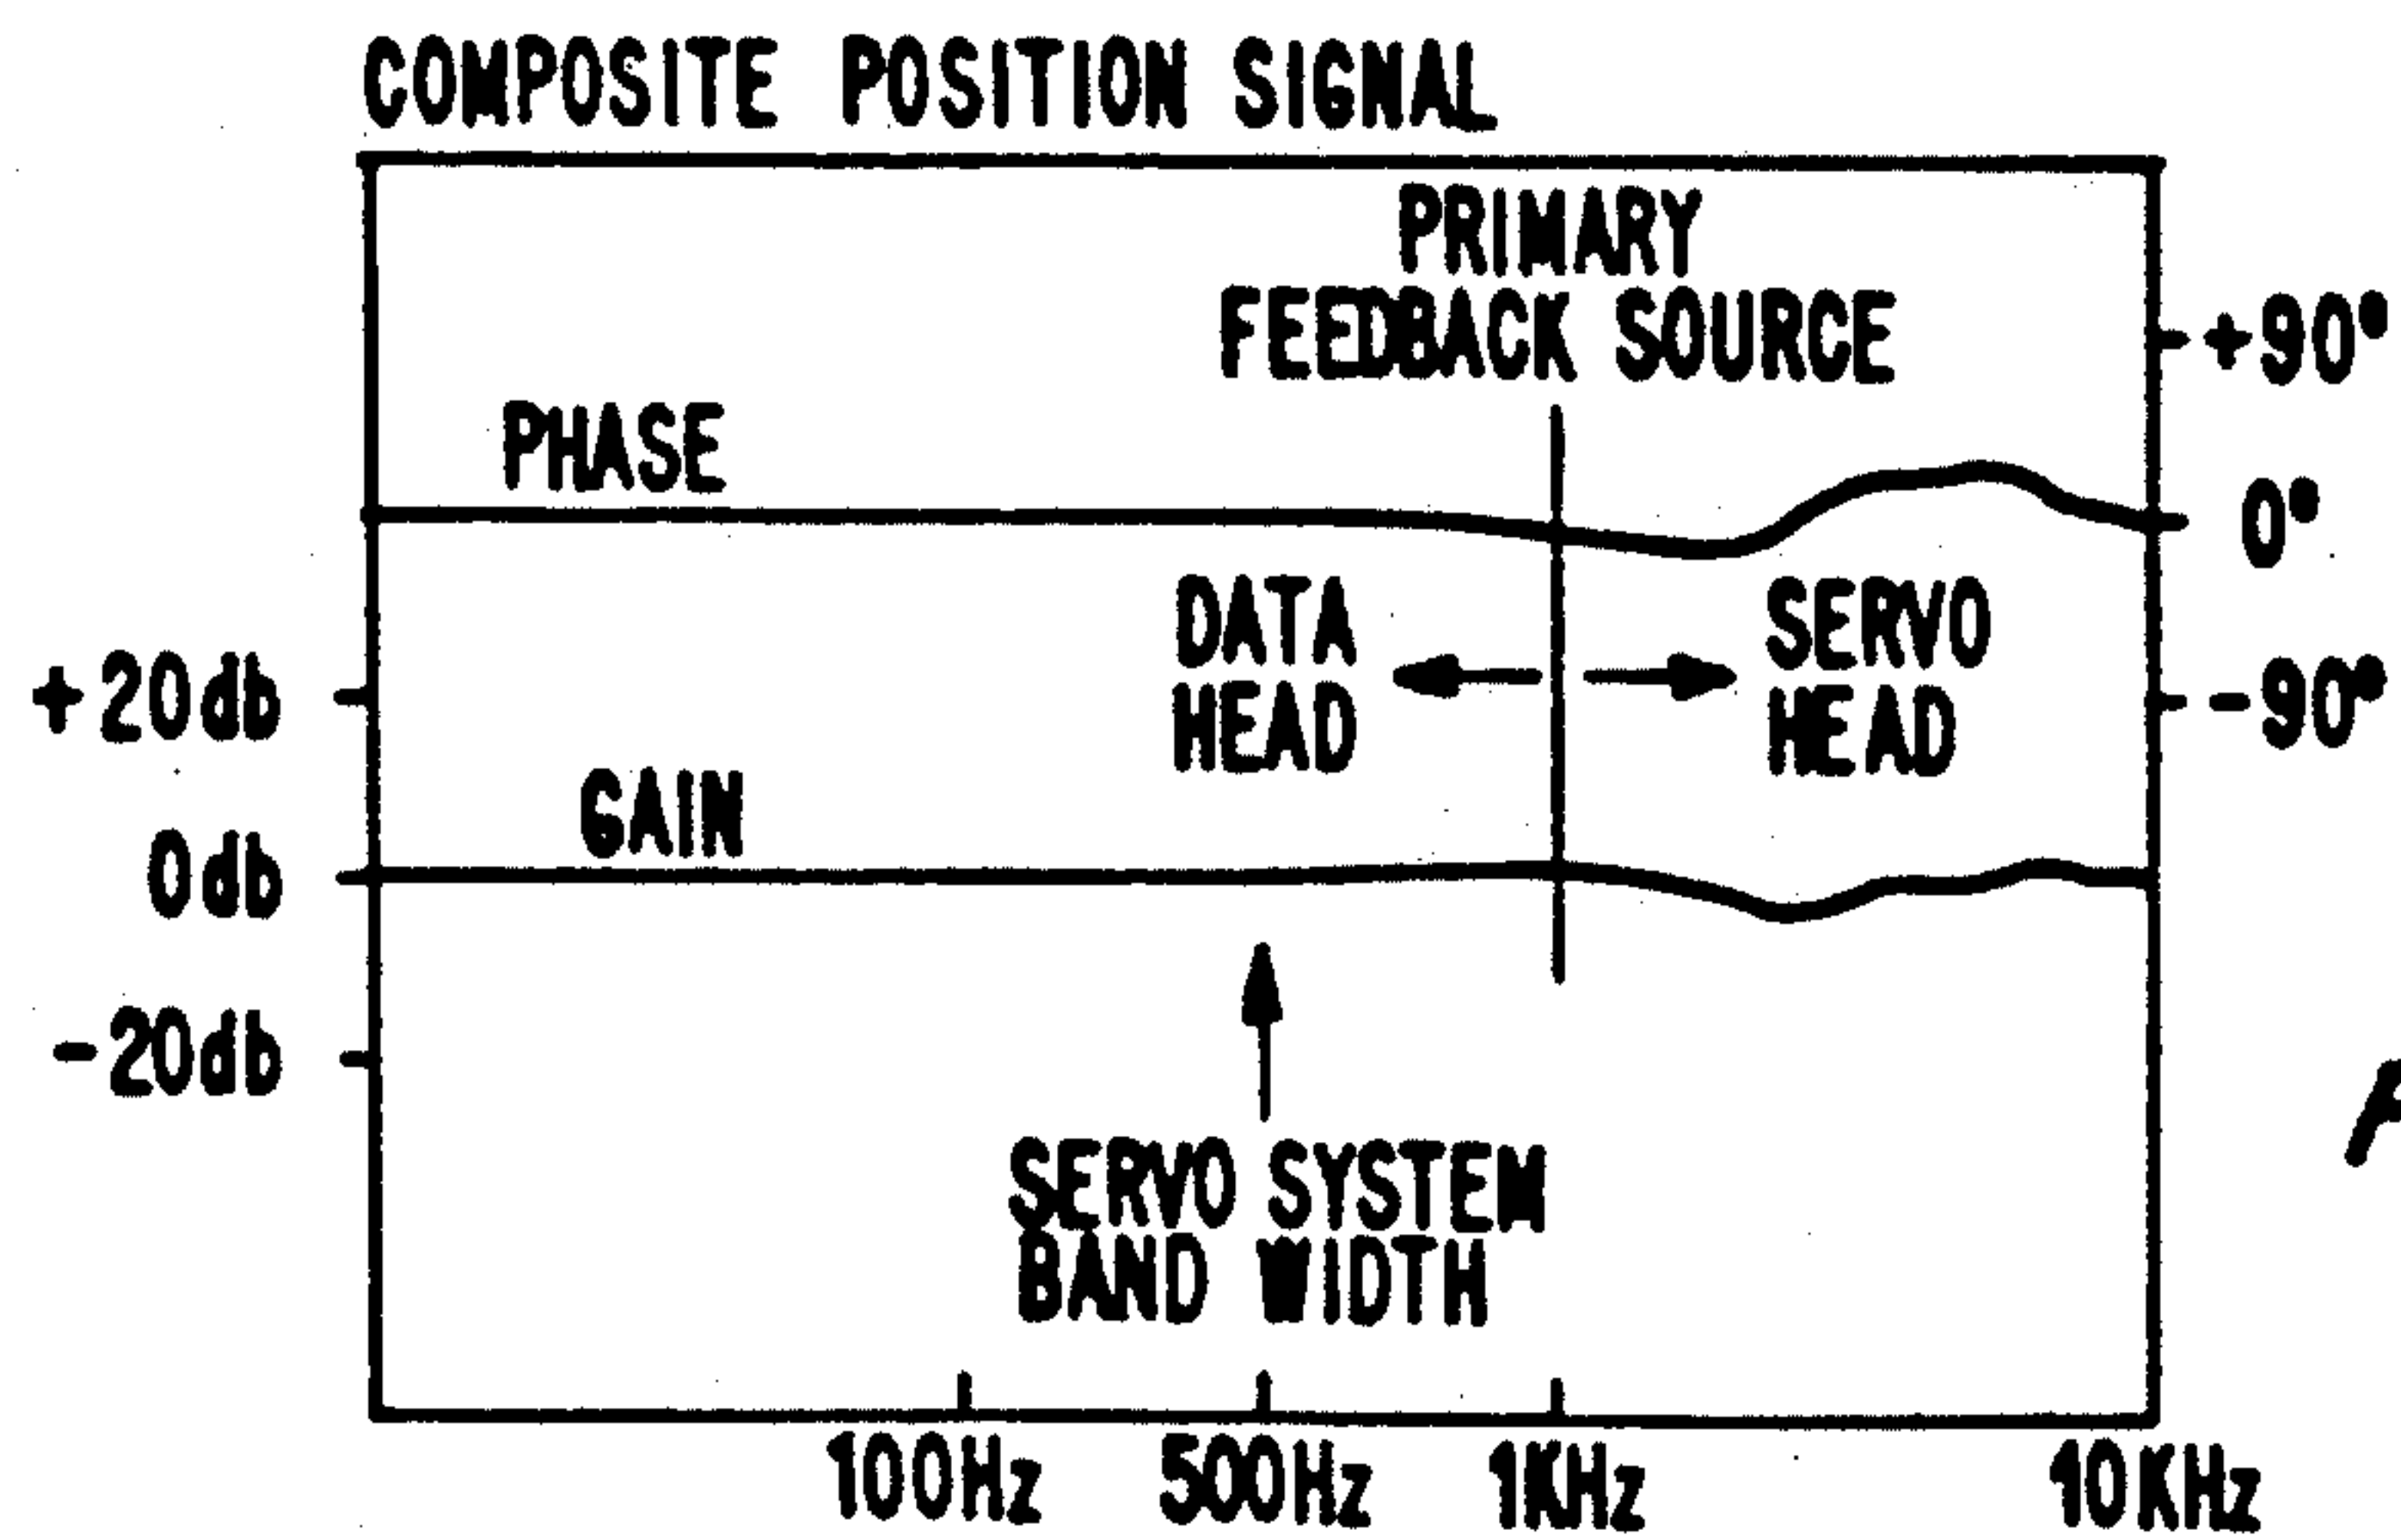 COMPOSITE POSITION SIGNAL
PRIMARY
FEEDBACK SOURCE
+90°
PHASE
0°
DATA
HEAD
SERVO
HEAD
+20db
-90°
GAIN
0db
-20db
SERVO SYSTEM
BAND WIDTH
100Hz
500Hz
1KHz
10KHz